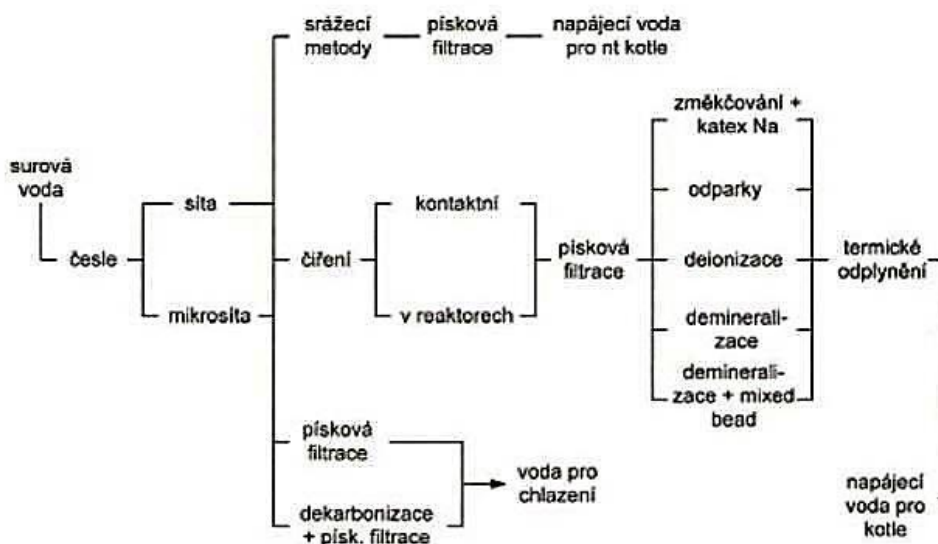 srážecí
metody
písková
filtrace
napájecí voda
pro nt kotle
surová
voda
česle
síta
mikrosíta
čiření
kontaktní
v reaktorech
písková
filtrace
změkčování +
katex Na
odparky
deionizace
deminerali-
zace
deminerali-
zace + mixed
bead
termické
odplynění
písková
filtrace
dekarbonizace
+ písk. filtrace
voda pro
chlazení
napájecí
voda pro
kotle